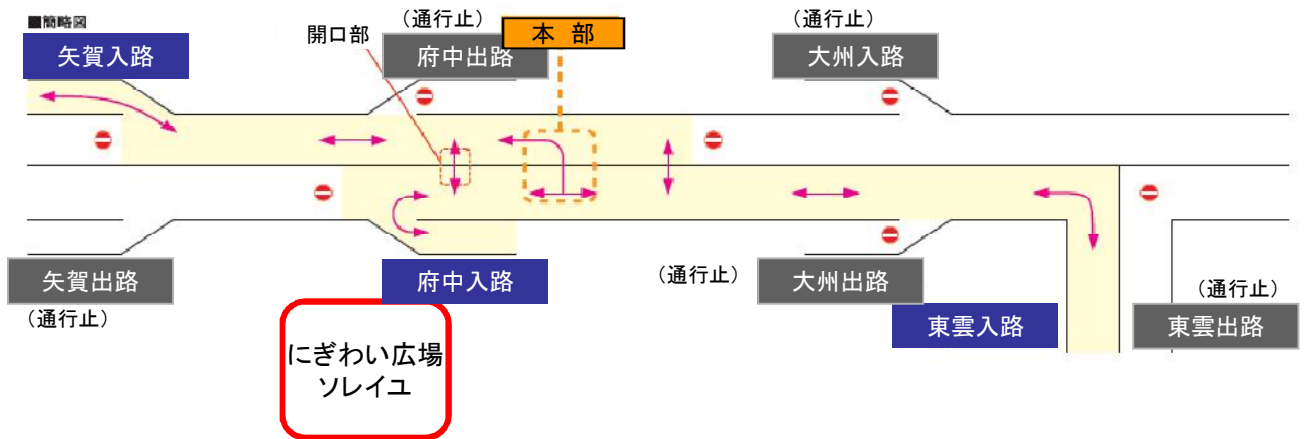 ■簡略図
(通行止)
(通行止)
開口部
本 部
矢賀入路
府中出路
大州入路
矢賀出路
(通行止)
府中入路
(通行止)
大州出路
(通行止)
東雲入路
東雲出路
にぎわい広場
ソレイユ